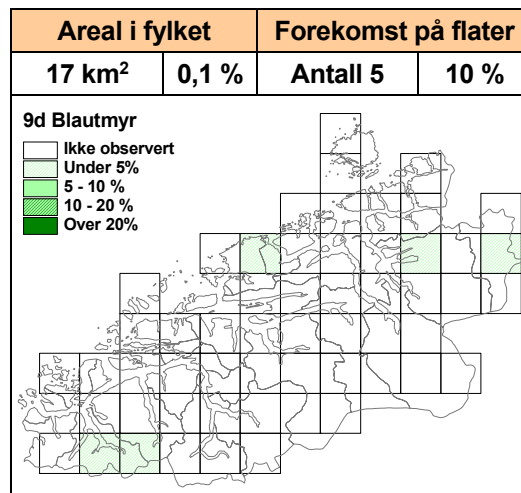 Areal i fylket Forekomst på flater
17 km² 0,1 % Antall 5 10 %
9d Blautmyr
Ikke observert
Under 5%
5 - 10 %
10 - 20 %
Over 20%